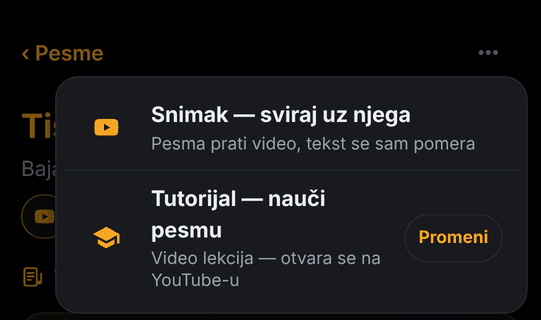 ‹ Pesme
Snimak — sviraj uz njega
Pesma prati video, tekst se sam pomera
Tutorijal — nauči
pesmu
Promeni
Video lekcija — otvara se na
YouTube-u